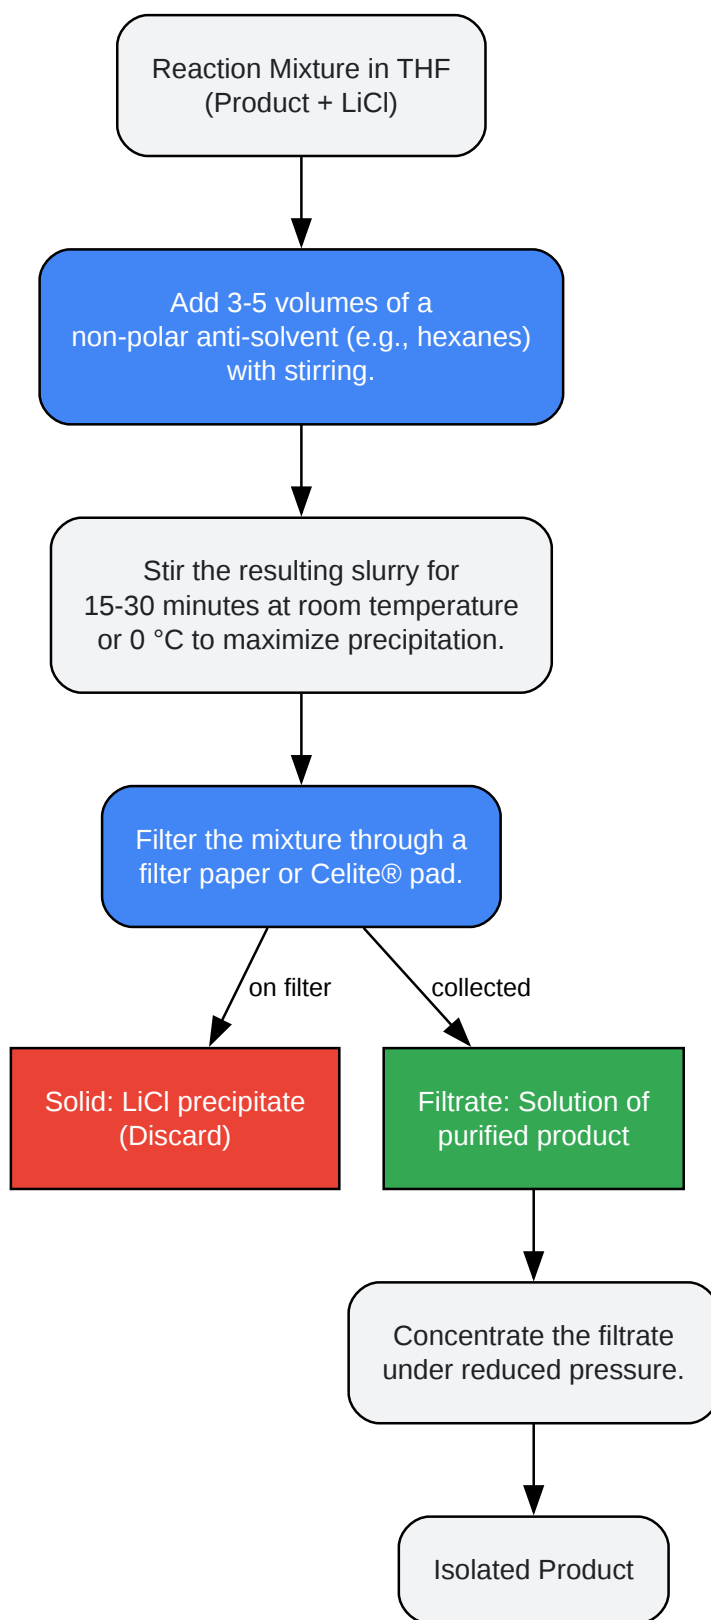 Reaction Mixture in THF
(Product + LiCl)
Add 3-5 volumes of a
non-polar anti-solvent (e.g., hexanes)
with stirring.
Stir the resulting slurry for
15-30 minutes at room temperature
or 0 °C to maximize precipitation.
Filter the mixture through a
filter paper or Celite® pad.
on filter
collected
Solid: LiCl precipitate
(Discard)
Filtrate: Solution of
purified product
Concentrate the filtrate
under reduced pressure.
Isolated Product